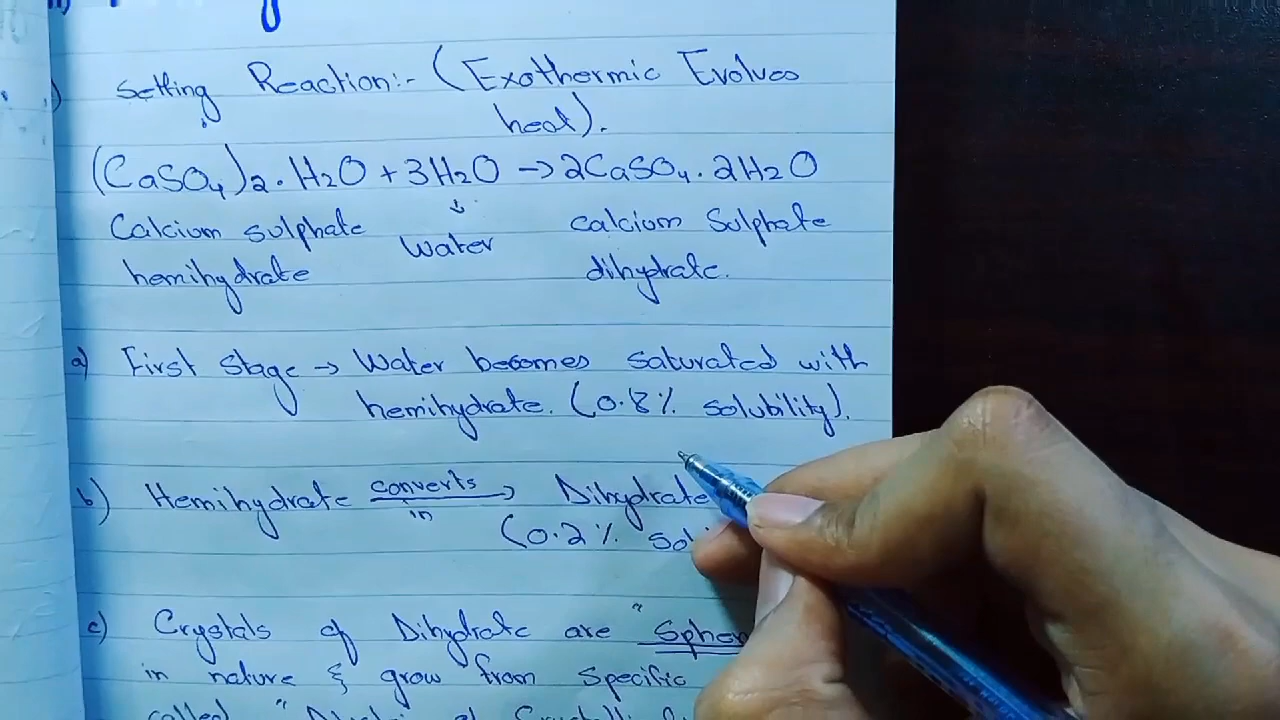 Setting Reaction:- (Exothermic Evolves
heat).
(CaSO4)2.H2O + 3H2O → 2CaSO4.2H2O
↓
Calcium sulphate Water calcium Sulphate
hemihydrate dihydrate.
a) First stage → Water becomes saturated with
hemihydrate. (0.8% solubility).
b) Hemihydrate converts in → Dihydrate
(0.2% sol
c) Crystals of Dihydrate are "Spher
in nature & grow from specific
called "